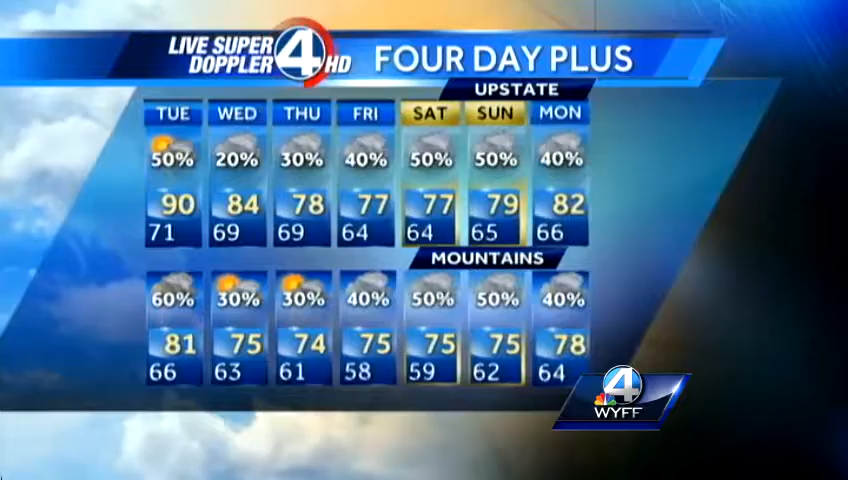 LIVE SUPER
DOPPLER 4 HD
FOUR DAY PLUS
UPSTATE
TUE WED THU FRI SAT SUN MON
50% 20% 30% 40% 50% 50% 40%
90 84 78 77 77 79 82
71 69 69 64 64 65 66
MOUNTAINS
60% 30% 30% 40% 50% 50% 40%
81 75 74 75 75 75 78
66 63 61 58 59 62 64
4
WYFF